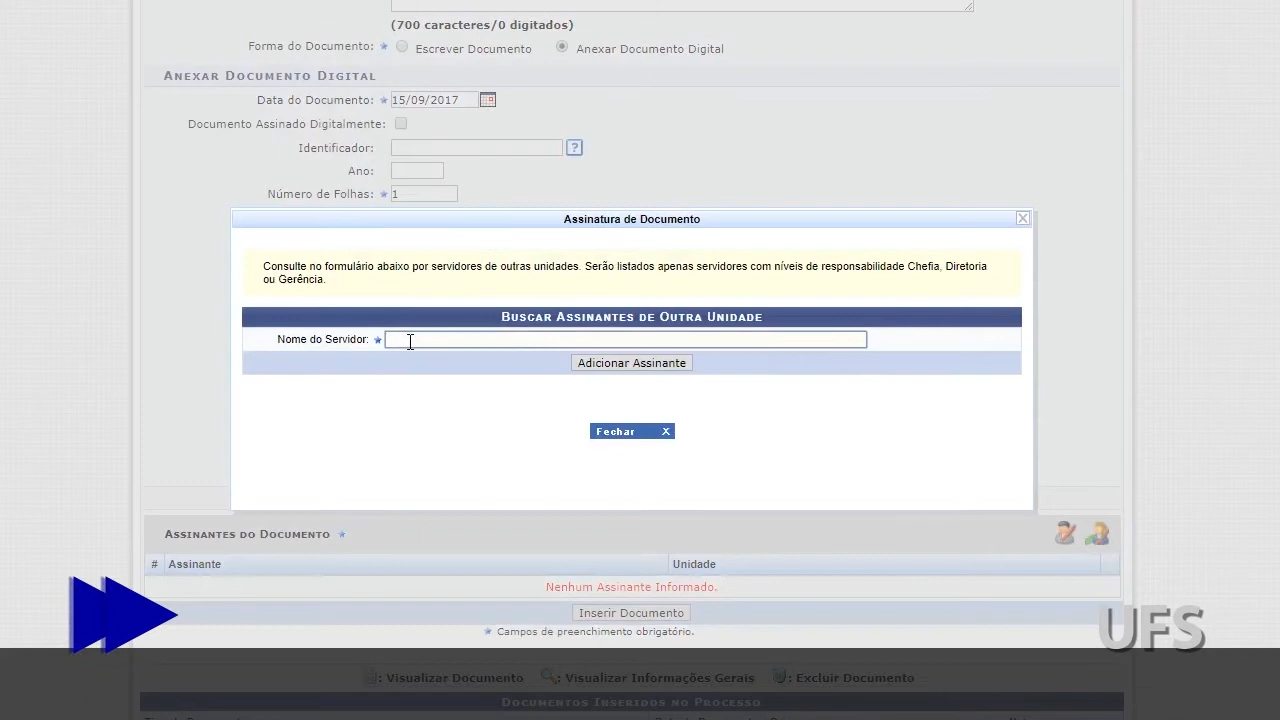 (700 caracteres/0 digitados)
Forma do Documento: Escrever Documento Anexar Documento Digital
Anexar Documento Digital
Data do Documento: 15/09/2017
Documento Assinado Digitalmente:
Identificador: ?
Ano:
Número de Folhas: 1
Assinatura de Documento
Consulte no formulário abaixo por servidores de outras unidades. Serão listados apenas servidores com níveis de responsabilidade Chefia, Diretoria
ou Gerência.
Buscar Assinantes de Outra Unidade
Nome do Servidor:
Adicionar Assinante
Fechar X
Assinantes do Documento
# Assinante Unidade
Nenhum Assinante Informado.
Inserir Documento
Campos de preenchimento obrigatório.
UFS
: Visualizar Documento : Visualizar Informações Gerais : Excluir Documento
Documentos Inseridos no Processo